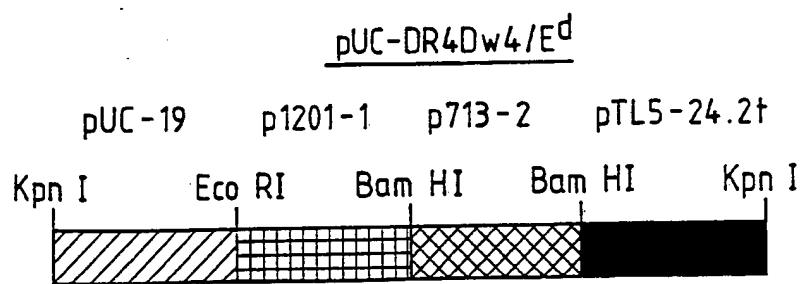 pUC-DR4Dw4/Eᵈ
pUC-19 p1201-1 p713-2 pTL5-24.2t
Kpn I Eco RI Bam HI Bam HI Kpn I